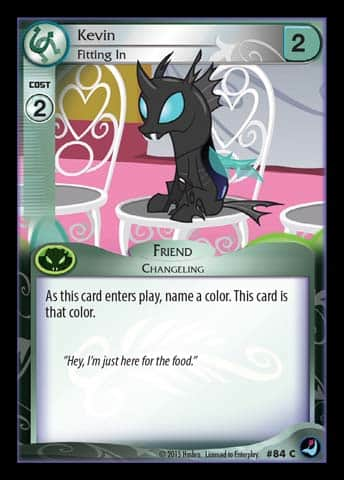 Kevin
Fitting In
2
COST
2
FRIEND
CHANGELING
As this card enters play, name a color. This card is
that color.
"Hey, I'm just here for the food."
© 2015 Hasbro. Licensed to Enterplay. #84 C